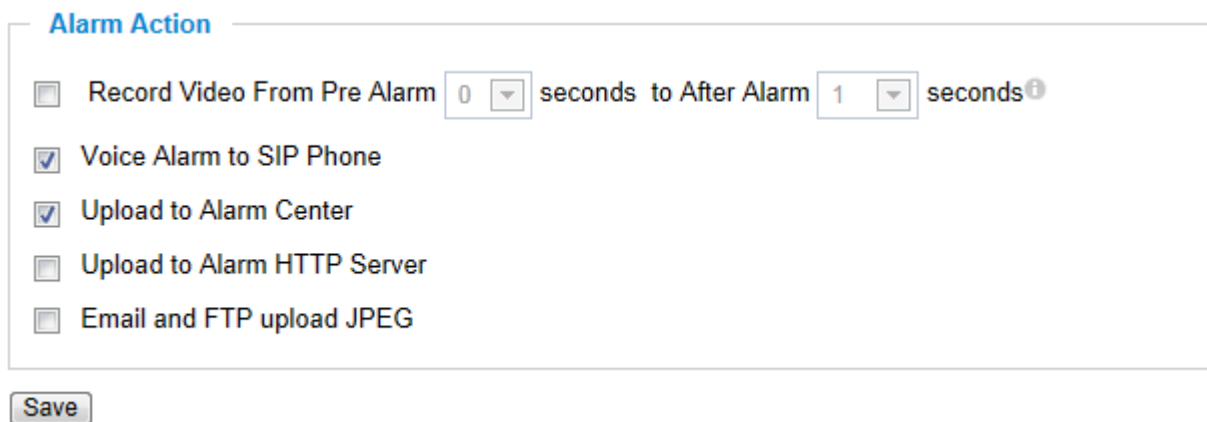 Alarm Action
Record Video From Pre Alarm 0 seconds to After Alarm 1 seconds
Voice Alarm to SIP Phone
Upload to Alarm Center
Upload to Alarm HTTP Server
Email and FTP upload JPEG
Save